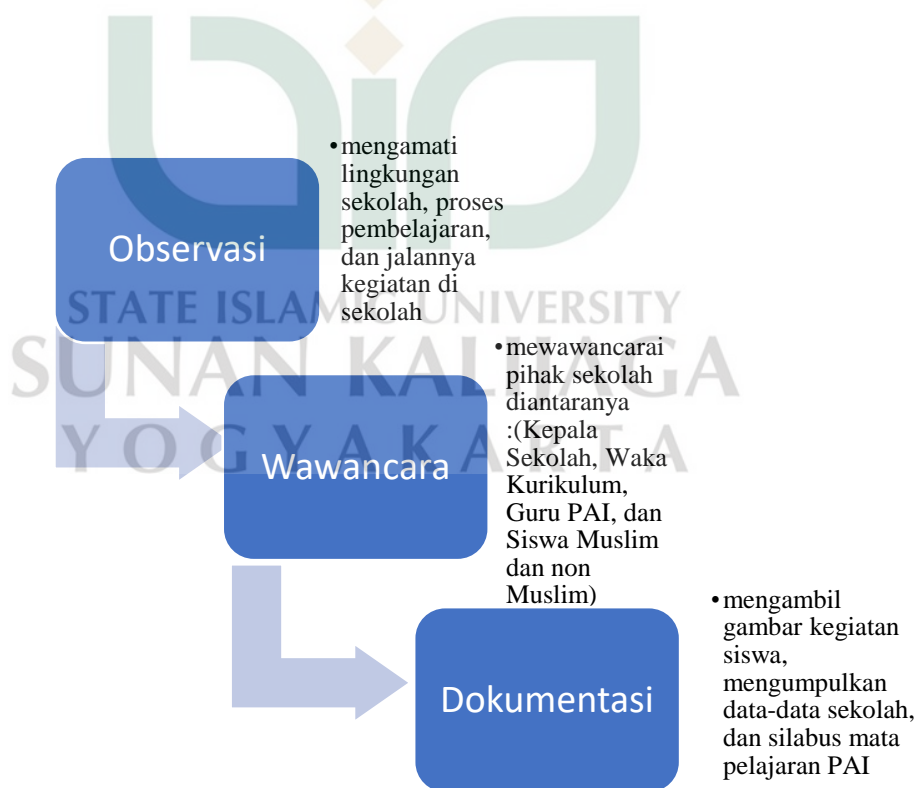 •mengamati
lingkungan
sekolah, proses
pembelajaran,
dan jalannya
kegiatan di
sekolah
Observasi
STATE ISLAMIC UNIVERSITY
SUNAN KALIJAGA
YOGYAKARTA
•mewawancarai
pihak sekolah
diantaranya
:(Kepala
Sekolah, Waka
Kurikulum,
Guru PAI, dan
Siswa Muslim
dan non
Muslim)
Wawancara
•mengambil
gambar kegiatan
siswa,
mengumpulkan
data-data sekolah,
dan silabus mata
pelajaran PAI
Dokumentasi